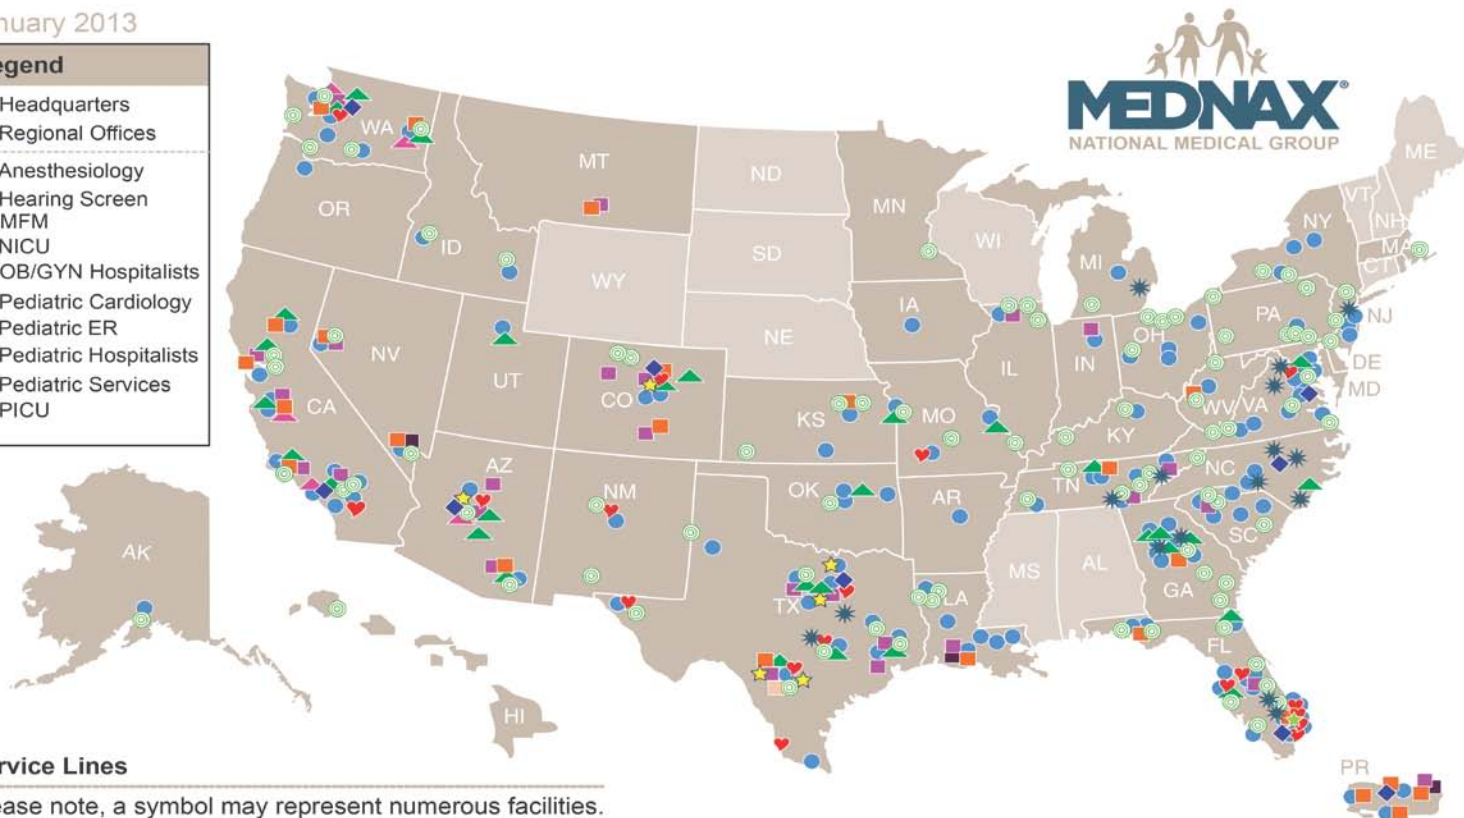 nuary 2013
egend
Headquarters
Regional Offices
Anesthesiology
Hearing Screen
MFM
NICU
OB/GYN Hospitalists
Pediatric Cardiology
Pediatric ER
Pediatric Hospitalists
Pediatric Services
PICU
MEDNAX®
NATIONAL MEDICAL GROUP
WA
MT
ND
MN
ME
VT
NH
NY
MA
CT
OR
ID
SD
WI
MI
WY
IA
PA
NJ
NE
OH
DE
MD
NV
UT
IL
IN
CA
CO
KS
MO
WV
VA
KY
AZ
NM
OK
AR
TN
NC
SC
AK
MS
AL
GA
TX
LA
FL
HI
PR
rvice Lines
ease note, a symbol may represent numerous facilities.